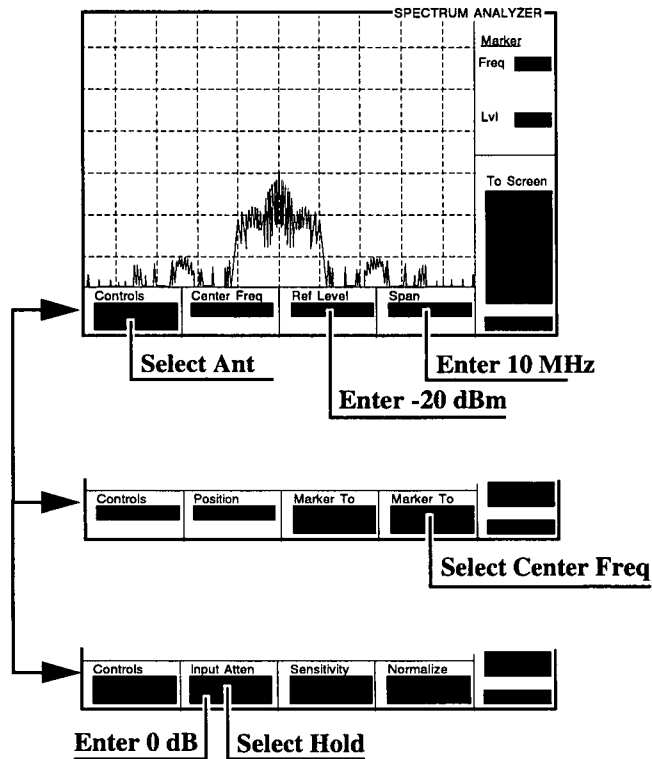 SPECTRUM ANALYZER
Marker
Freq
Lvl
To Screen
Controls Center Freq Ref Level Span
Select Ant
Enter 10 MHz
Enter -20 dBm
Controls Position Marker To Marker To
Select Center Freq
Controls Input Atten Sensitivity Normalize
Enter 0 dB Select Hold